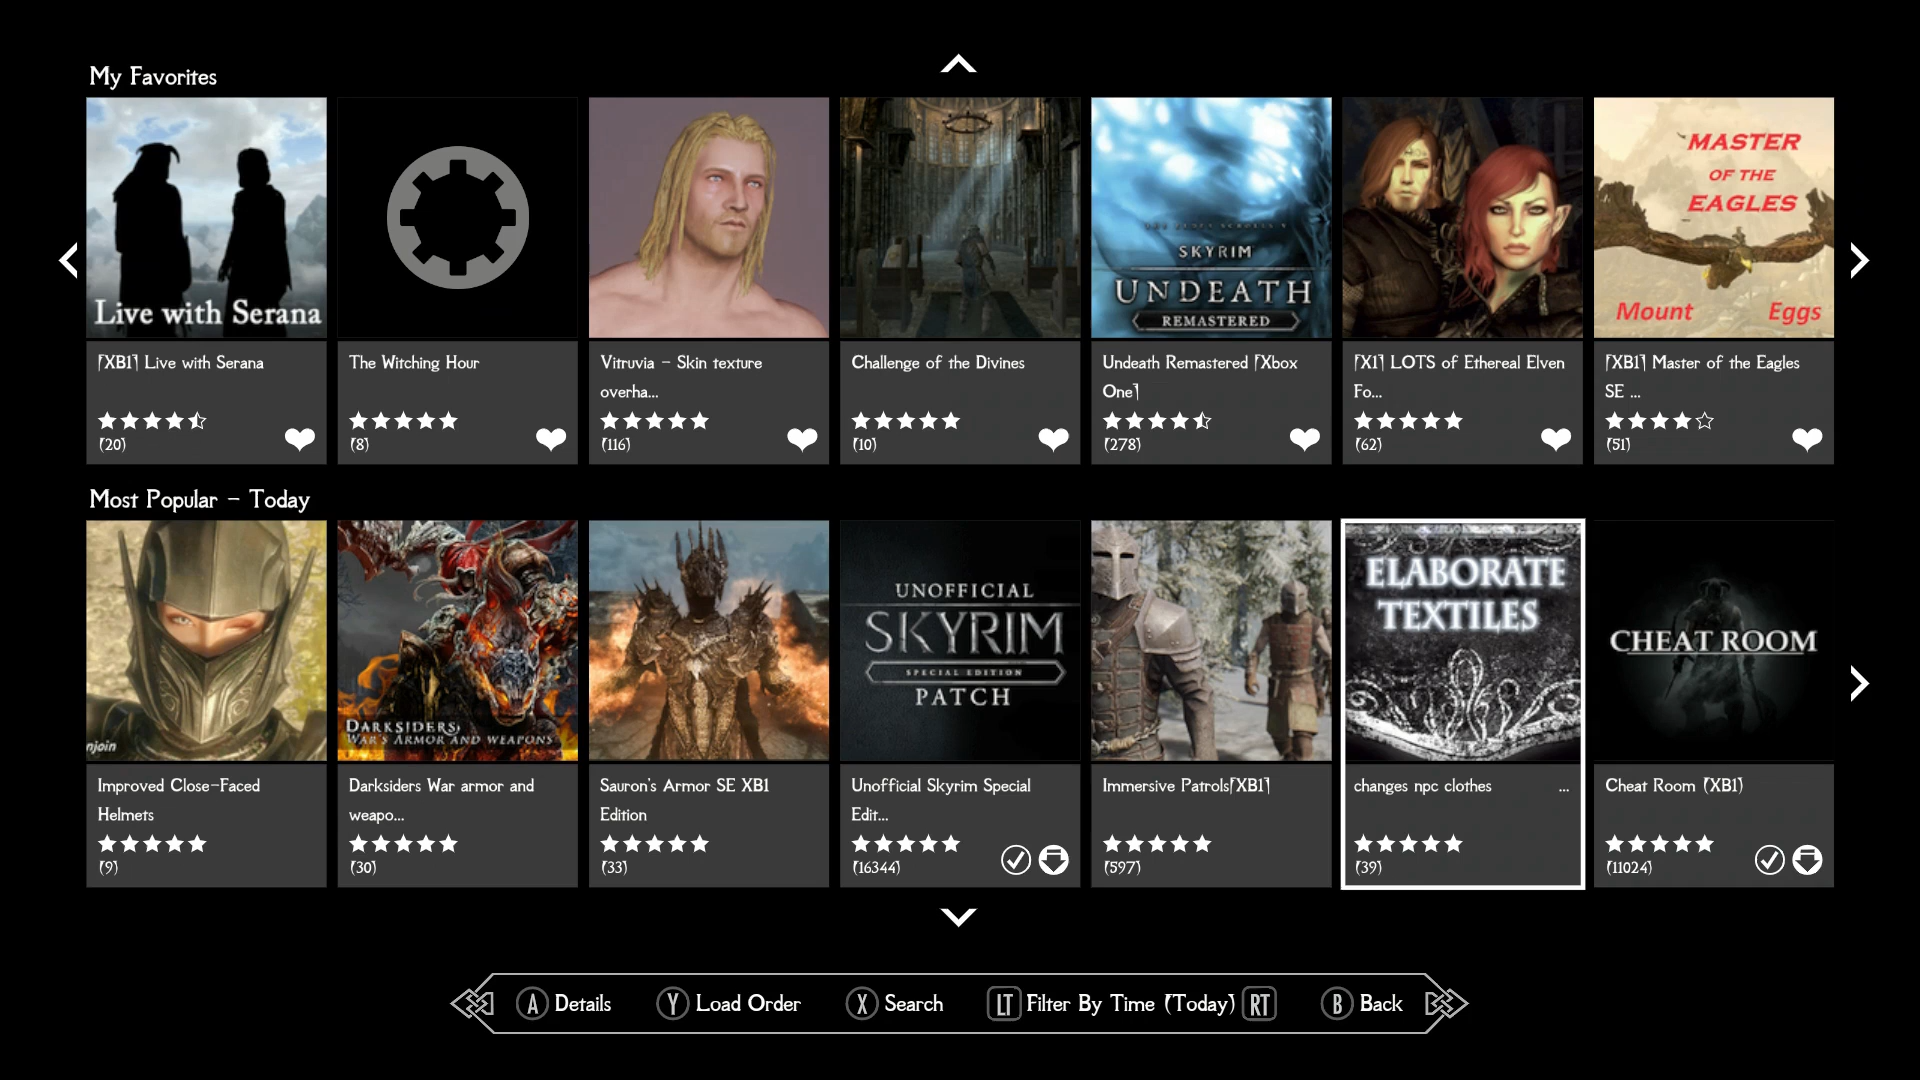 My Favorites
Live with Serana
SKYRIM
UNDEATH
REMASTERED
MASTER
OF THE
EAGLES
Mount Eggs
[XB1] Live with Serana
(20)
The Witching Hour
(8)
Vitruvia - Skin texture
overha...
(116)
Challenge of the Divines
(10)
Undeath Remastered [Xbox
One]
(278)
[X1] LOTS of Ethereal Elven
Fo...
(62)
[XB1] Master of the Eagles
SE ...
(51)
Most Popular - Today
njoin
DARKSIDERS
WAR'S ARMOR AND WEAPONS
UNOFFICIAL
SKYRIM
SPECIAL EDITION
PATCH
ELABORATE
TEXTILES
CHEAT ROOM
Improved Close-Faced
Helmets
(9)
Darksiders War armor and
weapo...
(30)
Sauron's Armor SE XB1
Edition
(33)
Unofficial Skyrim Special
Edit...
(16344)
Immersive Patrols[XB1]
(597)
changes npc clothes ...
(39)
Cheat Room (XB1)
(11024)
A Details Y Load Order X Search LT Filter By Time (Today) RT B Back